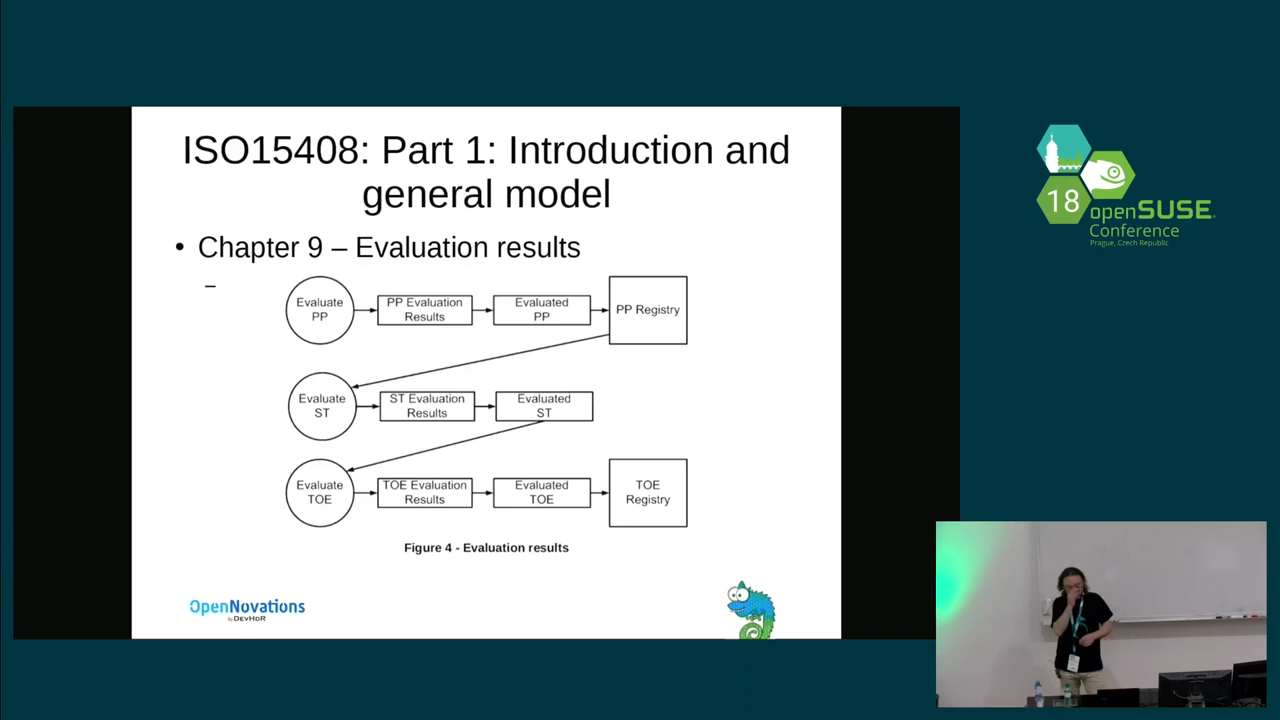 ISO15408: Part 1: Introduction and
general model
• Chapter 9 – Evaluation results
–
Evaluate
PP
PP Evaluation
Results
Evaluated
PP
PP Registry
Evaluate
ST
ST Evaluation
Results
Evaluated
ST
Evaluate
TOE
TOE Evaluation
Results
Evaluated
TOE
TOE
Registry
Figure 4 - Evaluation results
OpenNovations
by DEVHDR
18
openSUSE
Conference
Prague, Czech Republic